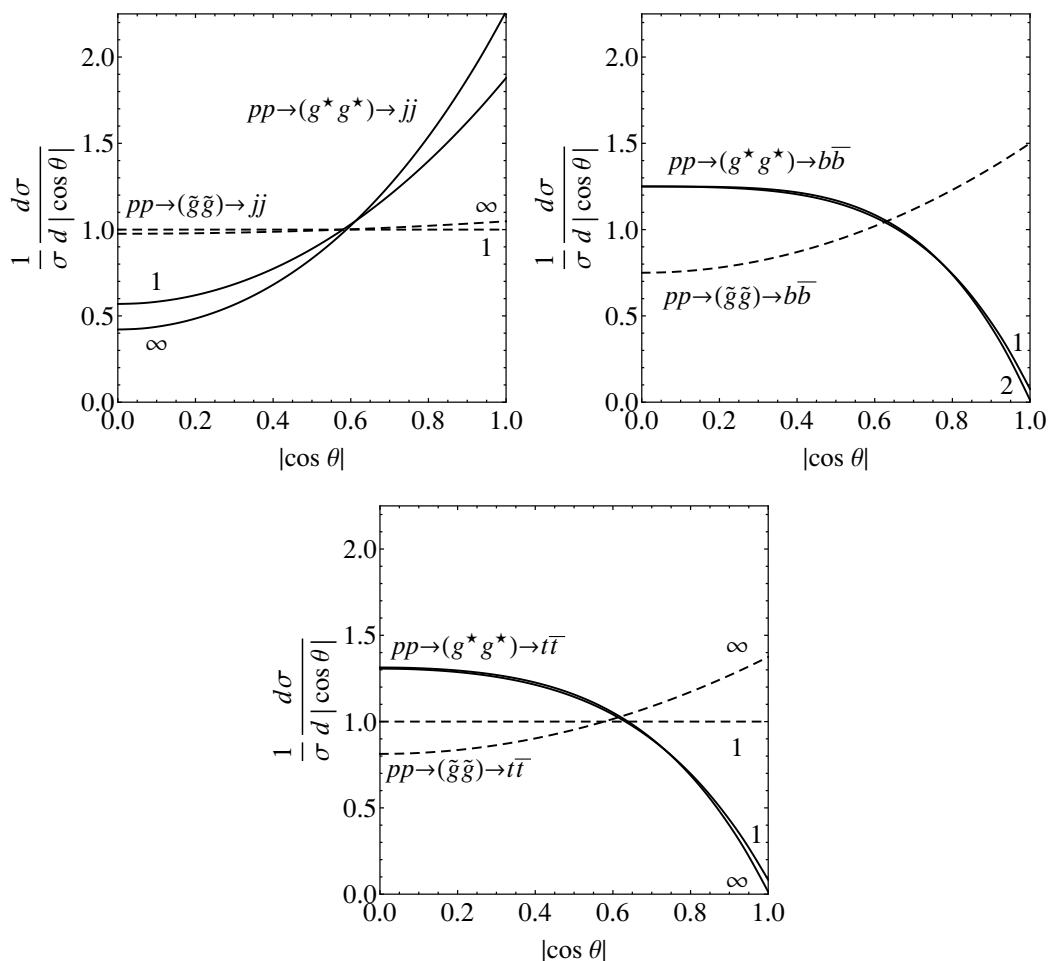 2.0
1.5
1.0
0.5
0.0
0.0 0.2 0.4 0.6 0.8 1.0
|cos θ|
1/σ dσ/d|cos θ|
pp→(g★g★)→jj
pp→(g̃g̃)→jj
∞
1
1
∞
2.0
1.5
1.0
0.5
0.0
0.0 0.2 0.4 0.6 0.8 1.0
|cos θ|
1/σ dσ/d|cos θ|
pp→(g★g★)→bb̅
pp→(g̃g̃)→bb̅
1
2
2.0
1.5
1.0
0.5
0.0
0.0 0.2 0.4 0.6 0.8 1.0
|cos θ|
1/σ dσ/d|cos θ|
pp→(g★g★)→tt̅
∞
1
pp→(g̃g̃)→tt̅
1
∞